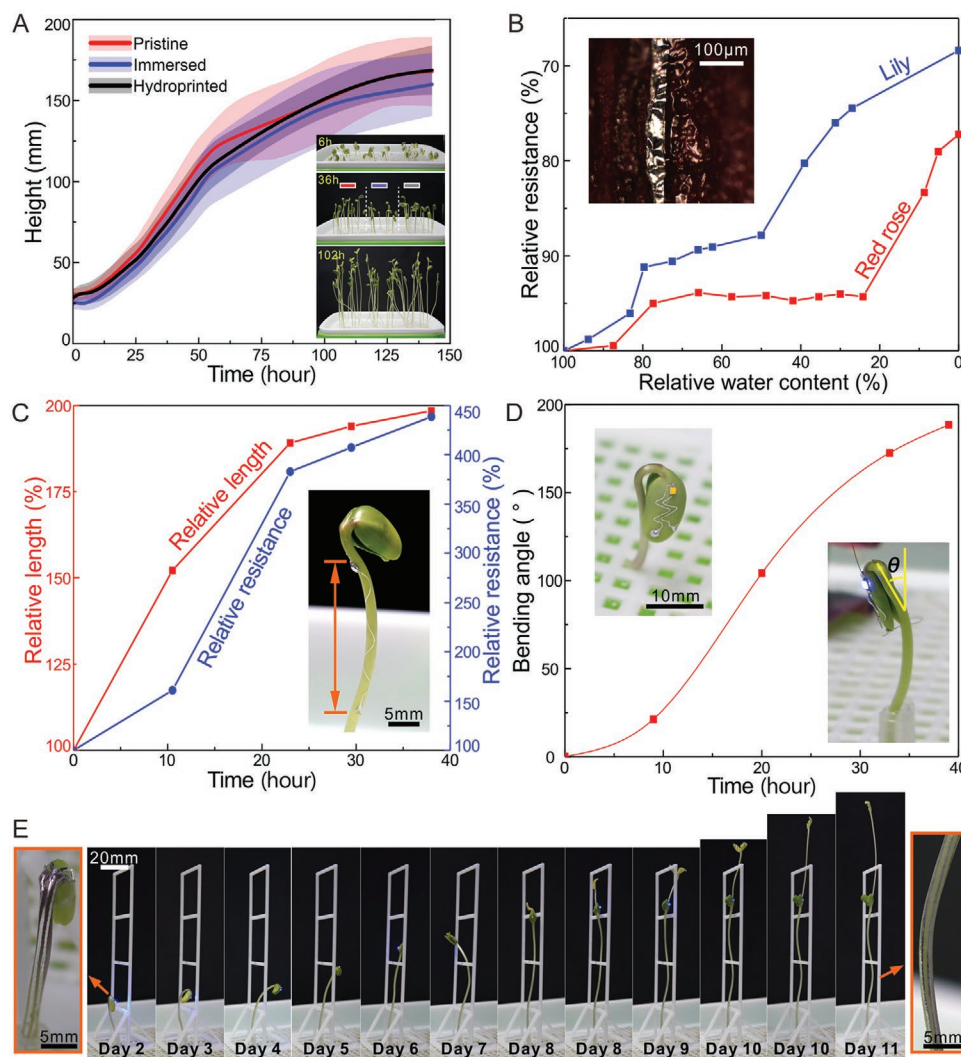 A
200
150
100
50
0
Height (mm)
Pristine
Immersed
Hydroprinted
6h
36h
102h
0 25 50 75 100 125 150
Time (hour)
B
70
80
90
100
Relative resistance (%)
100μm
Lily
Red rose
100 80 60 40 20 0
Relative water content (%)
C
200
175
150
125
100
Relative length (%)
Relative length
Relative resistance
5mm
450
400
350
300
250
200
150
100
Relative resistance (%)
0 10 20 30 40
Time (hour)
D
200
150
100
50
0
Bending angle (°)
10mm
θ
0 10 20 30 40
Time (hour)
E
5mm
20mm
Day 2 Day 3 Day 4 Day 5 Day 6 Day 7 Day 8 Day 8 Day 9 Day 10 Day 10 Day 11
5mm